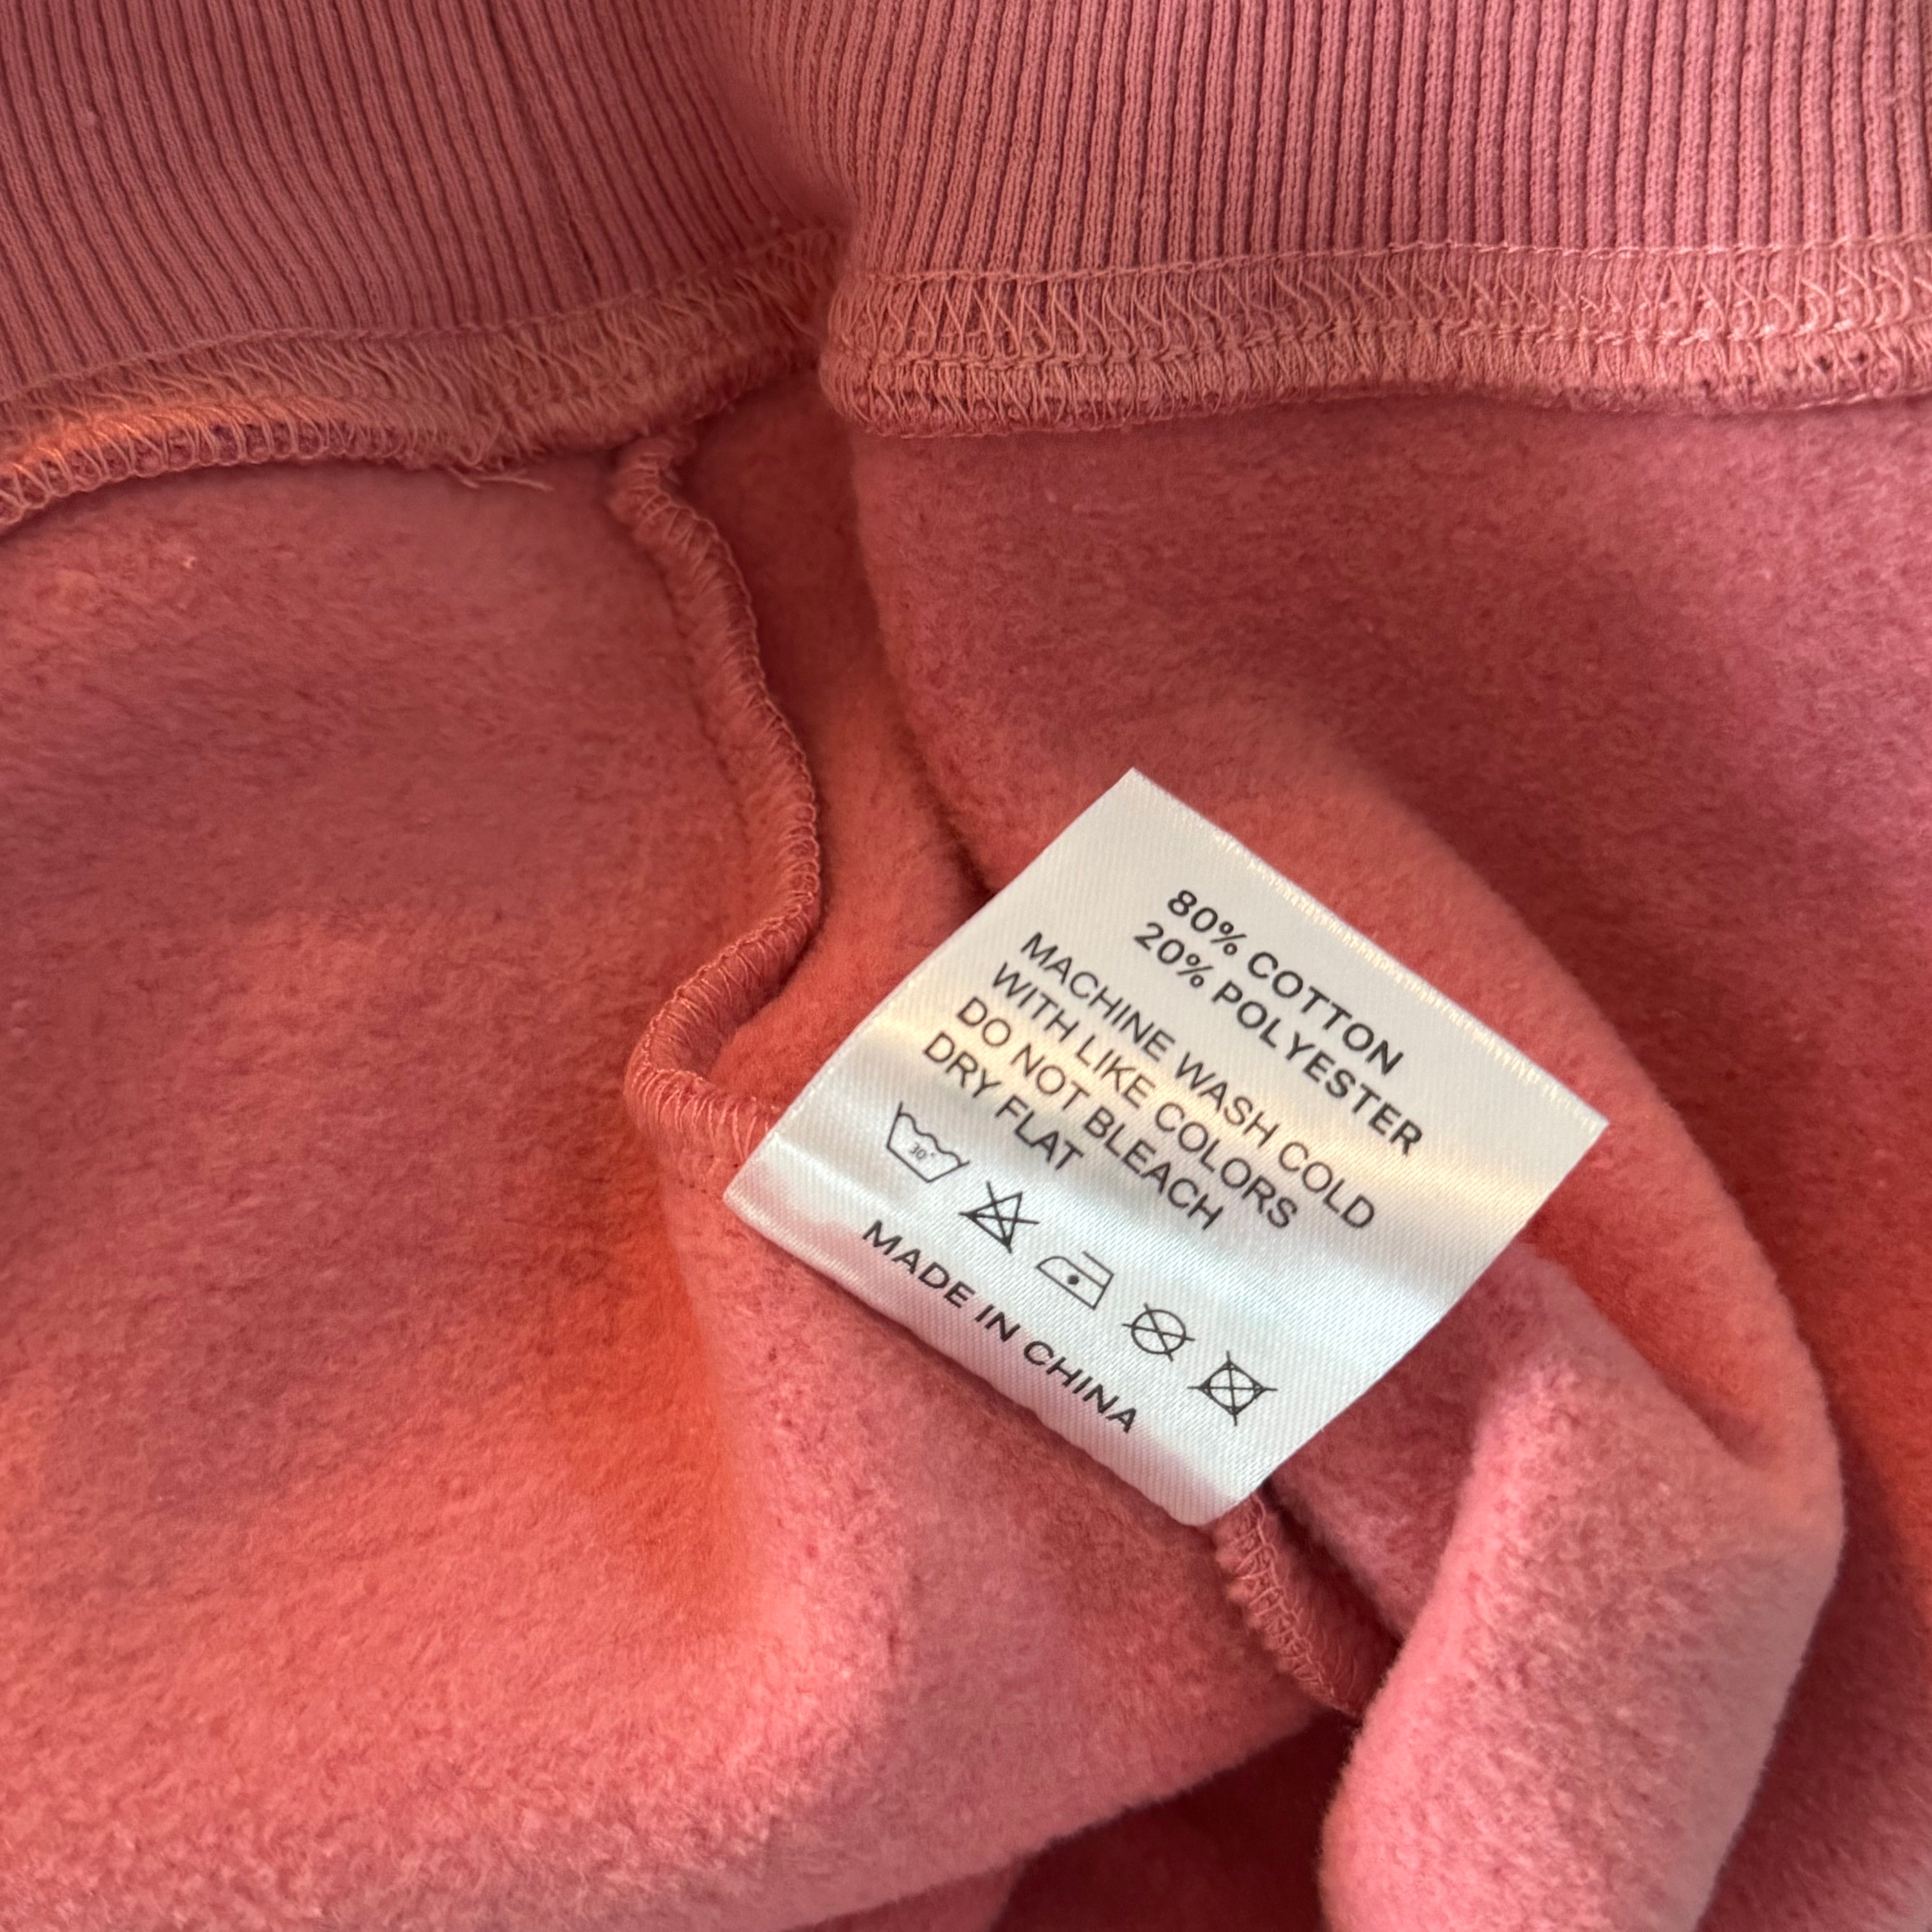 80% COTTON
20% POLYESTER
MACHINE WASH COLD
WITH LIKE COLORS
DO NOT BLEACH
DRY FLAT
30°
MADE IN CHINA